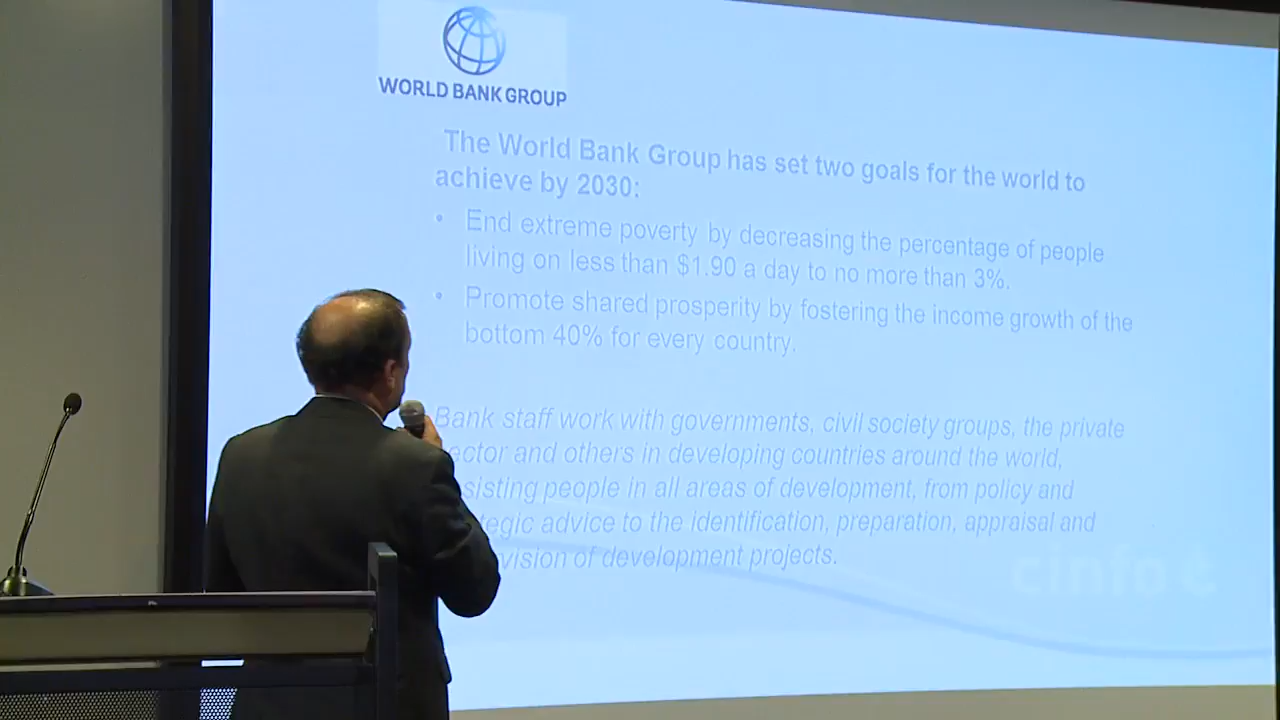 WORLD BANK GROUP
The World Bank Group has set two goals for the world to
achieve by 2030:
• End extreme poverty by decreasing the percentage of people
living on less than $1.90 a day to no more than 3%.
• Promote shared prosperity by fostering the income growth of the
bottom 40% for every country.
Bank staff work with governments, civil society groups, the private
ector and others in developing countries around the world,
sisting people in all areas of development, from policy and
tegic advice to the identification, preparation, appraisal and
vision of development projects.